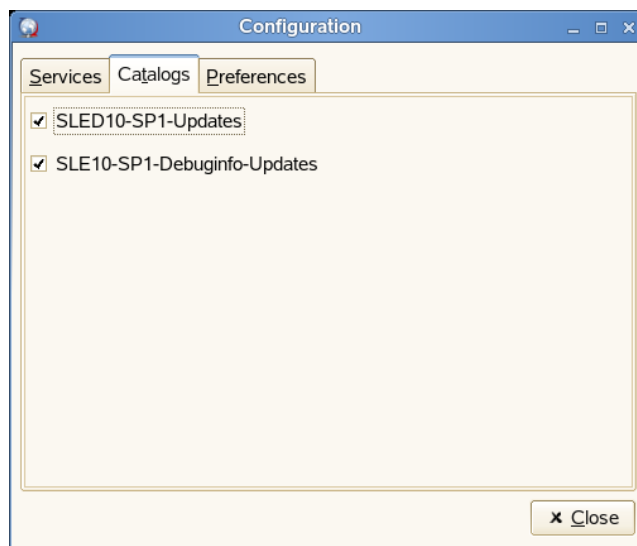 Configuration
Services Catalogs Preferences
SLED10-SP1-Updates
SLE10-SP1-Debuginfo-Updates
Close